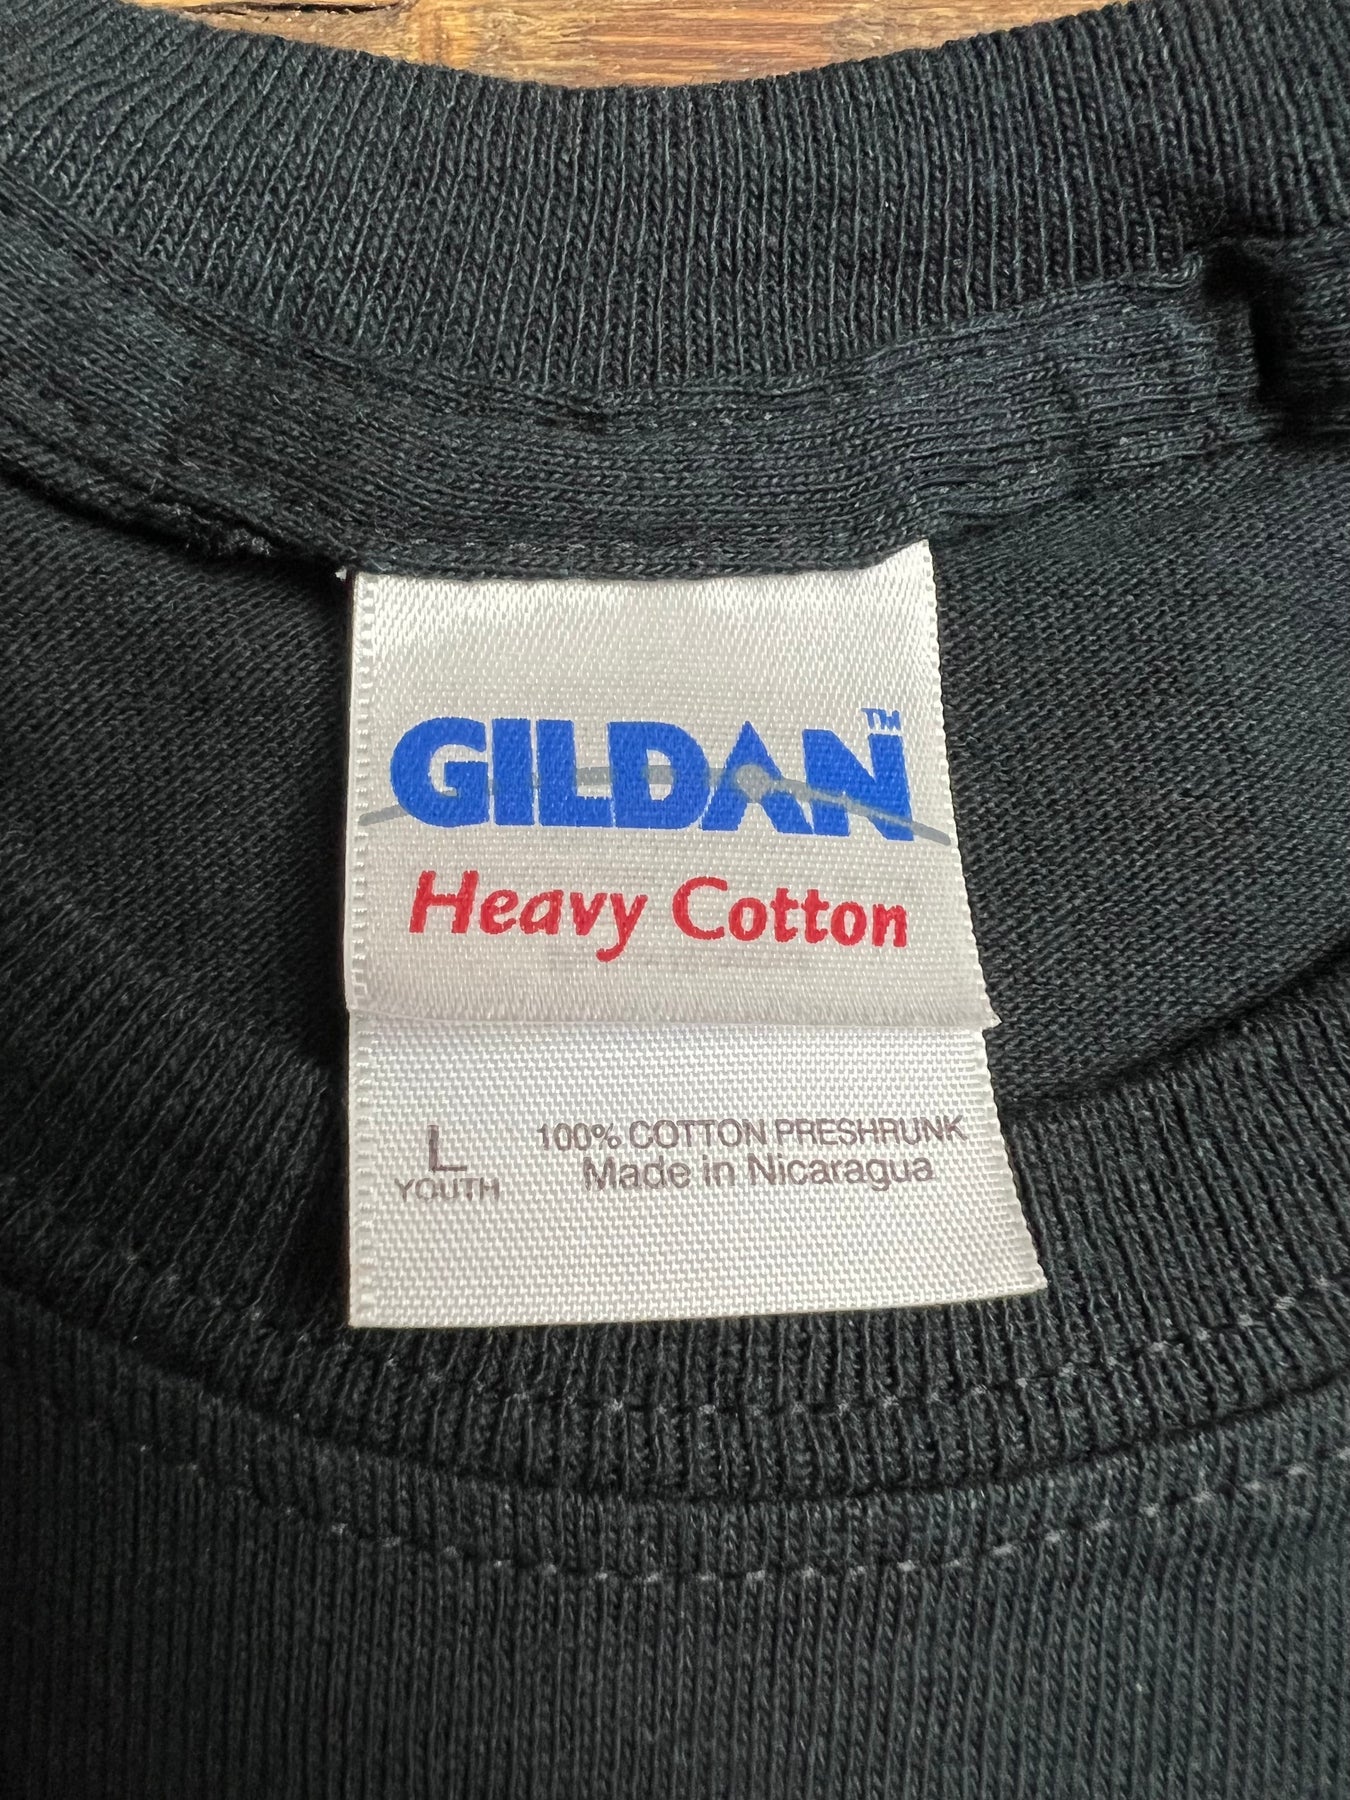 GILDAN™
Heavy Cotton
L
YOUTH
100% COTTON PRESHRUNK
Made in Nicaragua